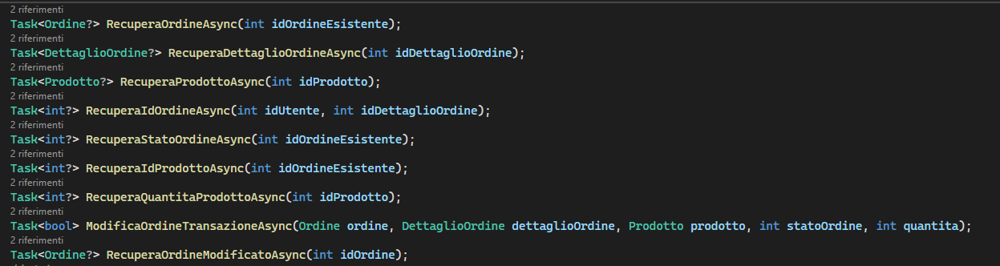 2 riferimenti
Task<Ordine?> RecuperaOrdineAsync(int idOrdineEsistente);
2 riferimenti
Task<DettaglioOrdine?> RecuperaDettaglioOrdineAsync(int idDettaglioOrdine);
2 riferimenti
Task<Prodotto?> RecuperaProdottoAsync(int idProdotto);
2 riferimenti
Task<int?> RecuperaIdOrdineAsync(int idUtente, int idDettaglioOrdine);
2 riferimenti
Task<int?> RecuperaStatoOrdineAsync(int idOrdineEsistente);
2 riferimenti
Task<int?> RecuperaIdProdottoAsync(int idOrdineEsistente);
2 riferimenti
Task<int?> RecuperaQuantitaProdottoAsync(int idProdotto);
2 riferimenti
Task<bool> ModificaOrdineTransazioneAsync(Ordine ordine, DettaglioOrdine dettaglioOrdine, Prodotto prodotto, int statoOrdine, int quantita);
2 riferimenti
Task<Ordine?> RecuperaOrdineModificatoAsync(int idOrdine);